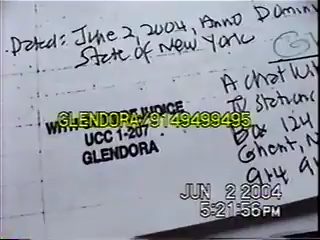 Dated: June 2, 2004, Anno Domini
State of New York
A chat wit
TV Station
GLENDORA/9149499495
WITHOUT PREJUDICE
UCC 1-207
GLENDORA
Box 124
Ghent, N
914 9
JUN 2 2004
5:21:56PM